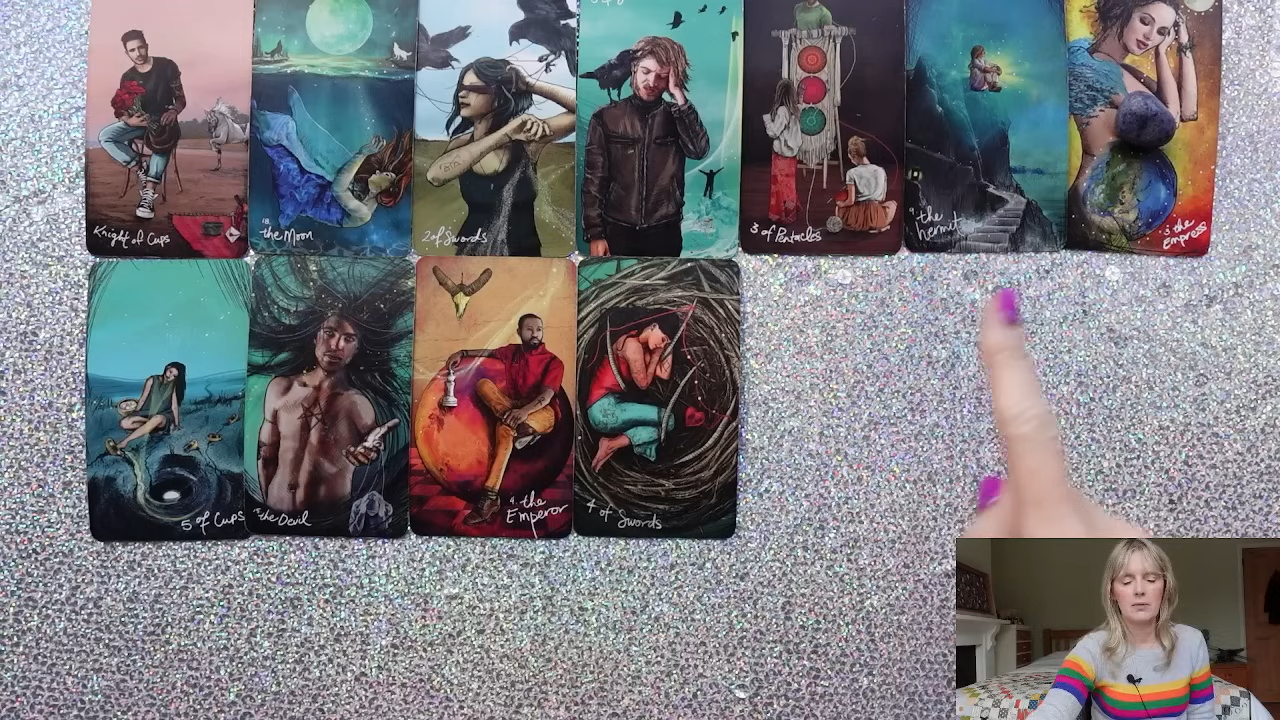 Knight of Cups
18. the Moon
2 of Swords
3 of Pentacles
9 the hermit
3 the Empress
5 of Cups
the Devil
4. the Emperor
4 of Swords